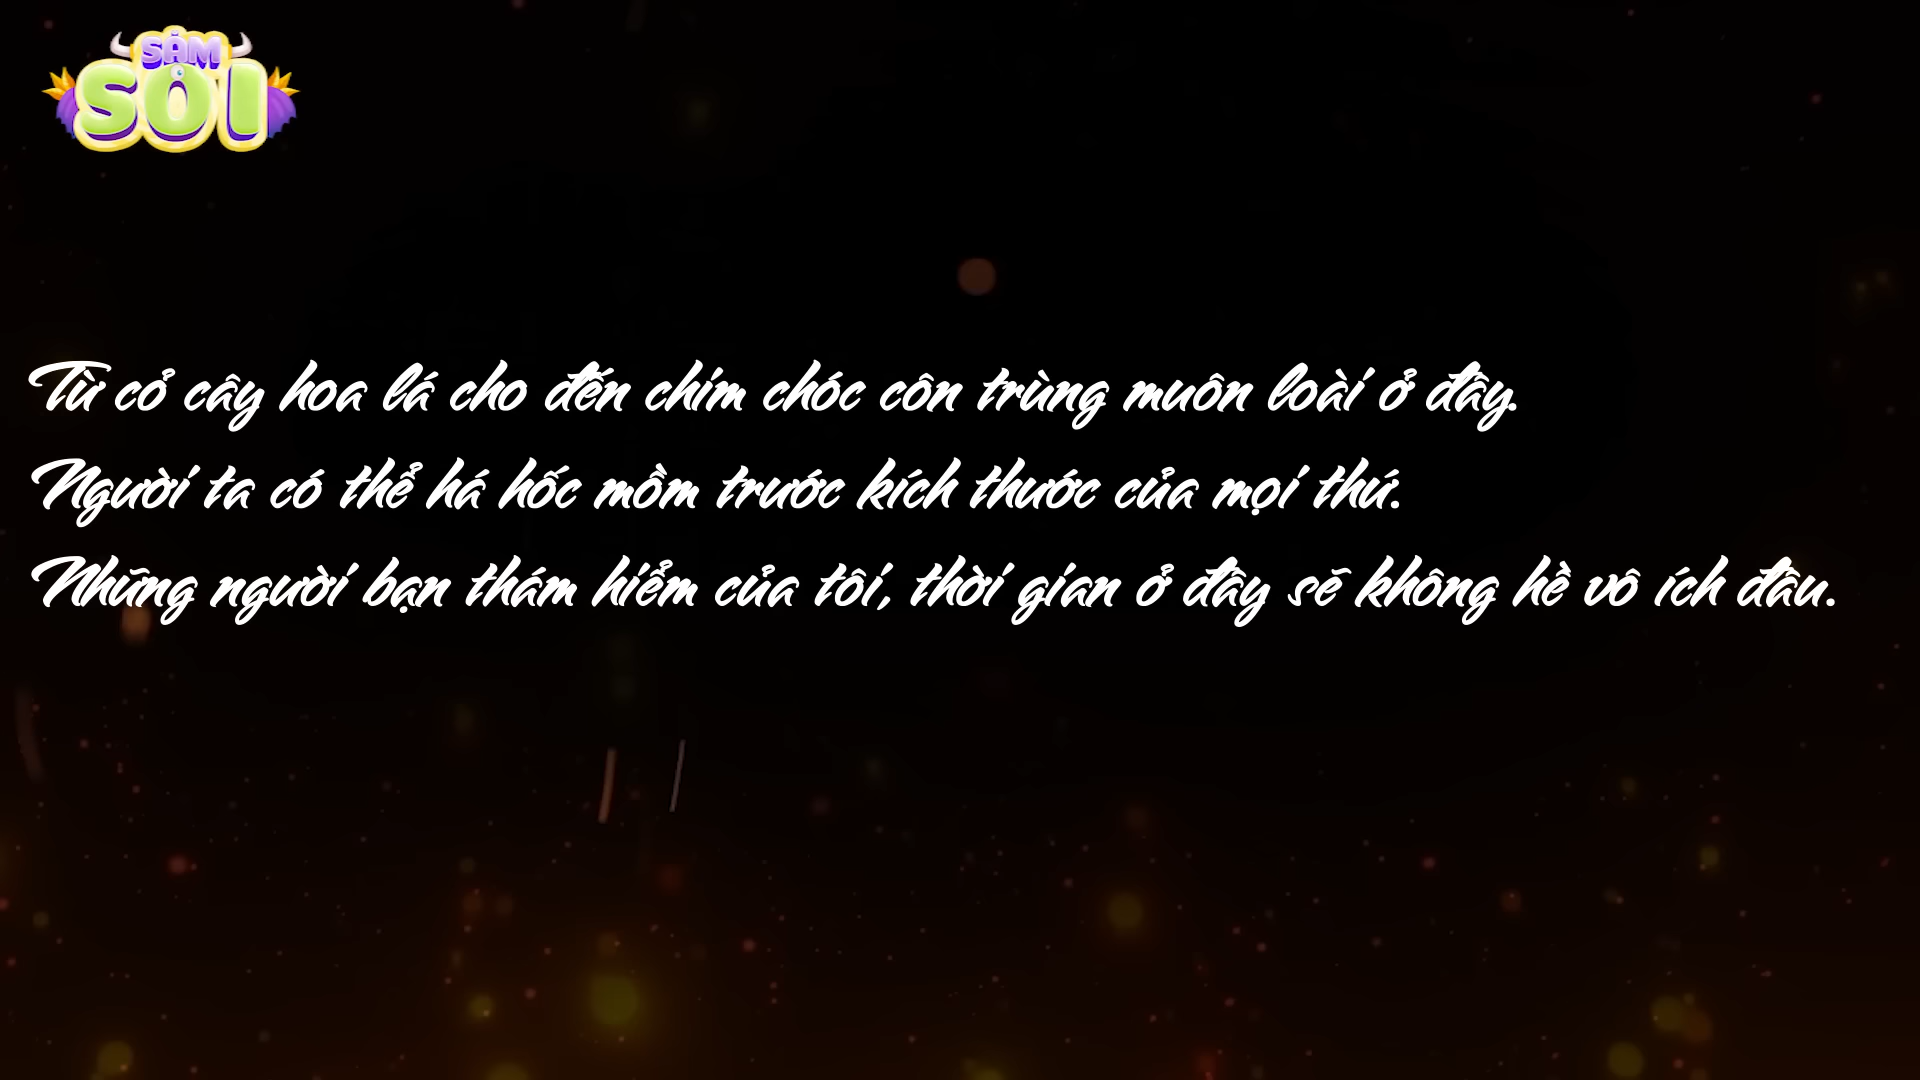 SÂM
SỘI
Từ cỏ cây hoa lá cho đến chim chóc côn trùng muôn loài ở đây.
Người ta có thể há hốc mồm trước kích thước của mọi thứ.
Những người bạn thám hiểm của tôi, thời gian ở đây sẽ không hề vô ích đâu.